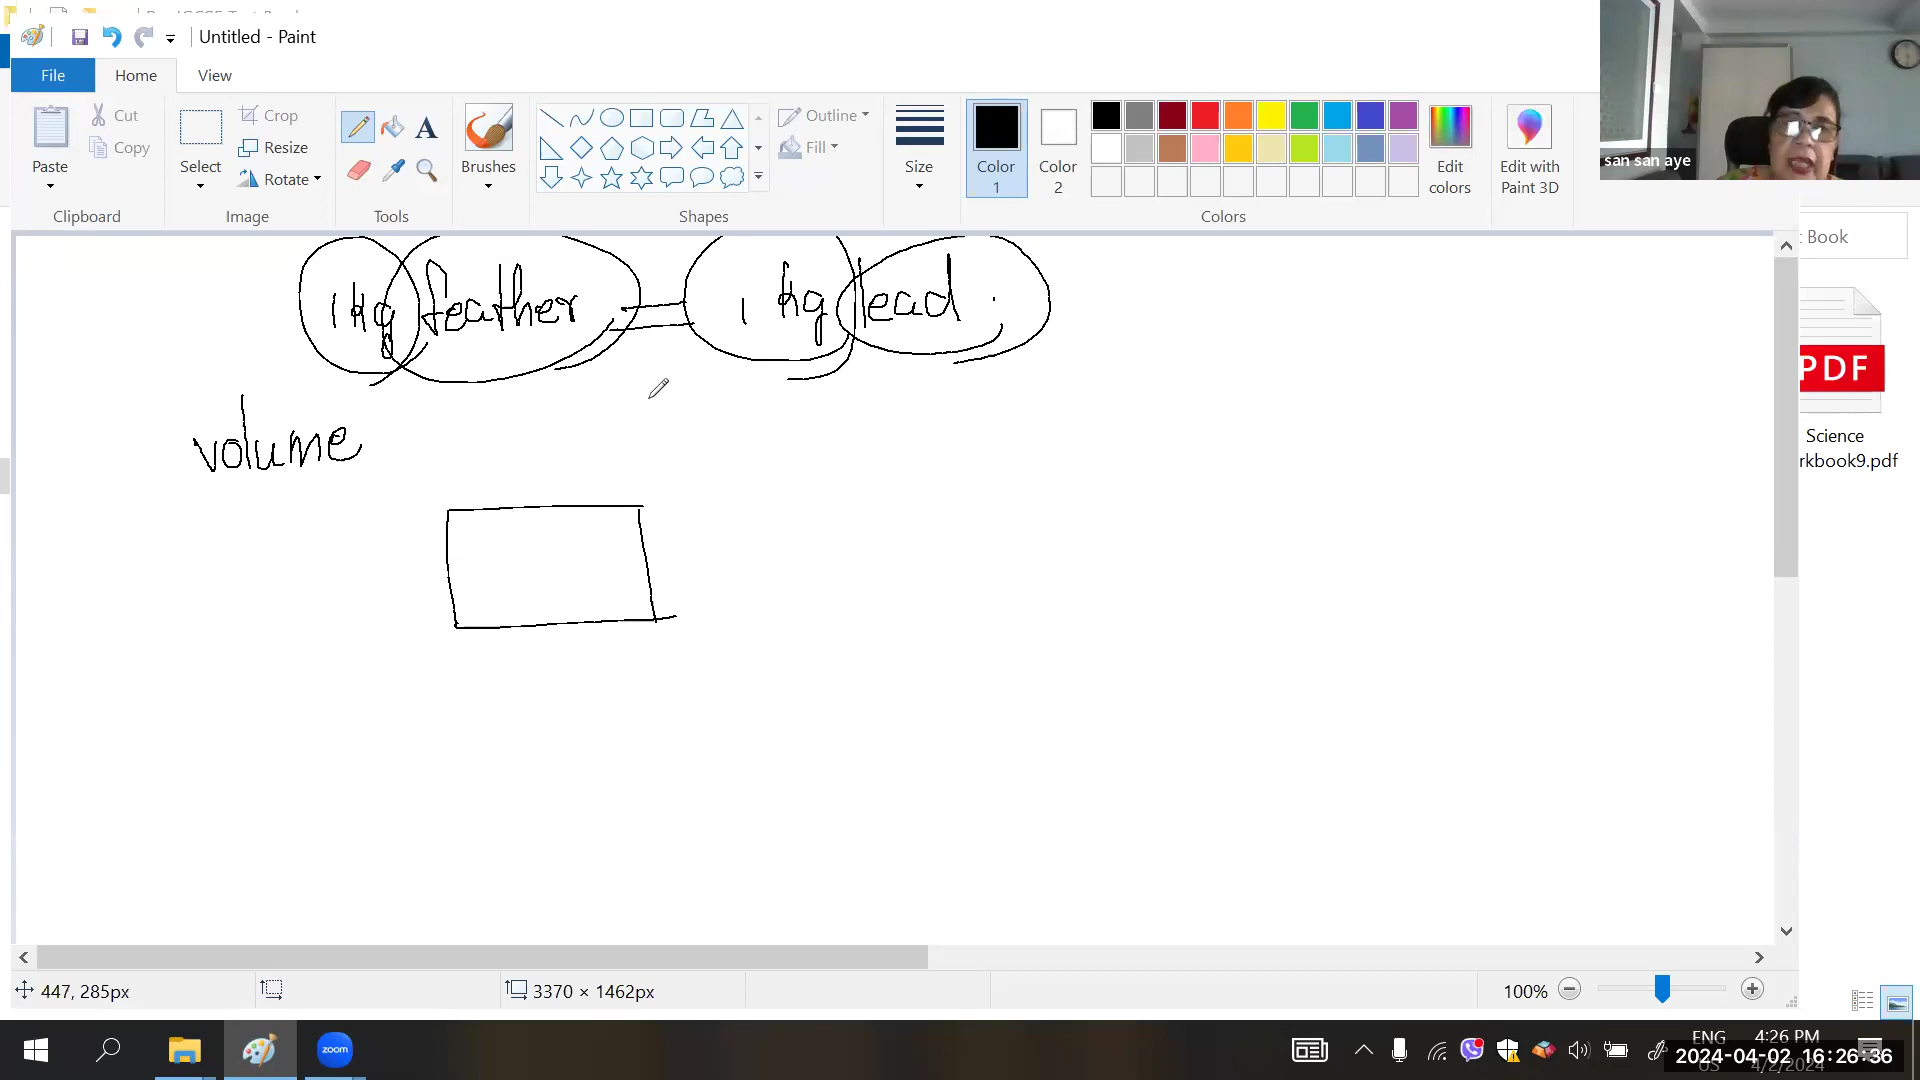 Untitled - Paint
File Home View
Paste
Clipboard
Cut
Copy
Select
Crop
Resize
Rotate
Image
Tools
Brushes
Shapes
Outline
Fill
Size
Color 1
Color 2
Colors
Edit colors
Edit with Paint 3D
san san aye
1 kg feather = 1 kg lead.
volume
t Book
PDF
Science
rkbook9.pdf
447, 285px
3370 × 1462px
100%
zoom
ENG
4:26 PM
2024-04-02 16:26:36